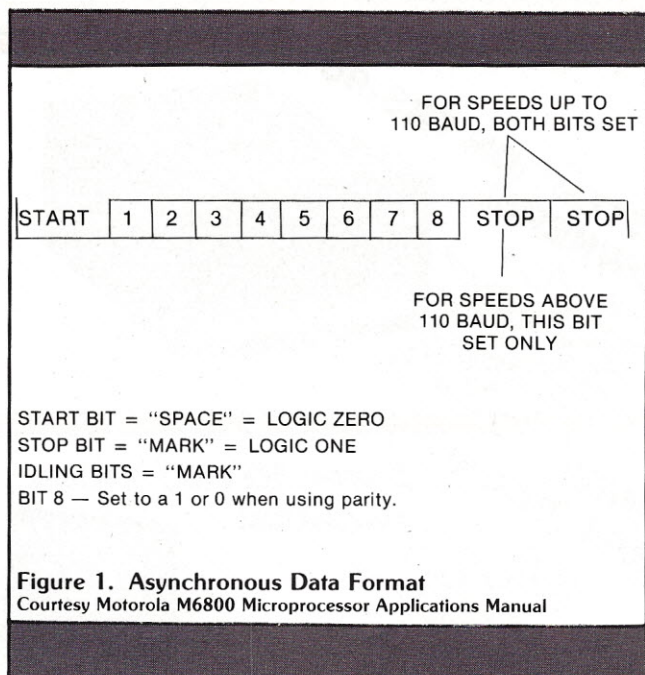 FOR SPEEDS UP TO
110 BAUD, BOTH BITS SET
START 1 2 3 4 5 6 7 8 STOP STOP
FOR SPEEDS ABOVE
110 BAUD, THIS BIT
SET ONLY
START BIT = "SPACE" = LOGIC ZERO
STOP BIT = "MARK" = LOGIC ONE
IDLING BITS = "MARK"
BIT 8 — Set to a 1 or 0 when using parity.
Figure 1. Asynchronous Data Format
Courtesy Motorola M6800 Microprocessor Applications Manual